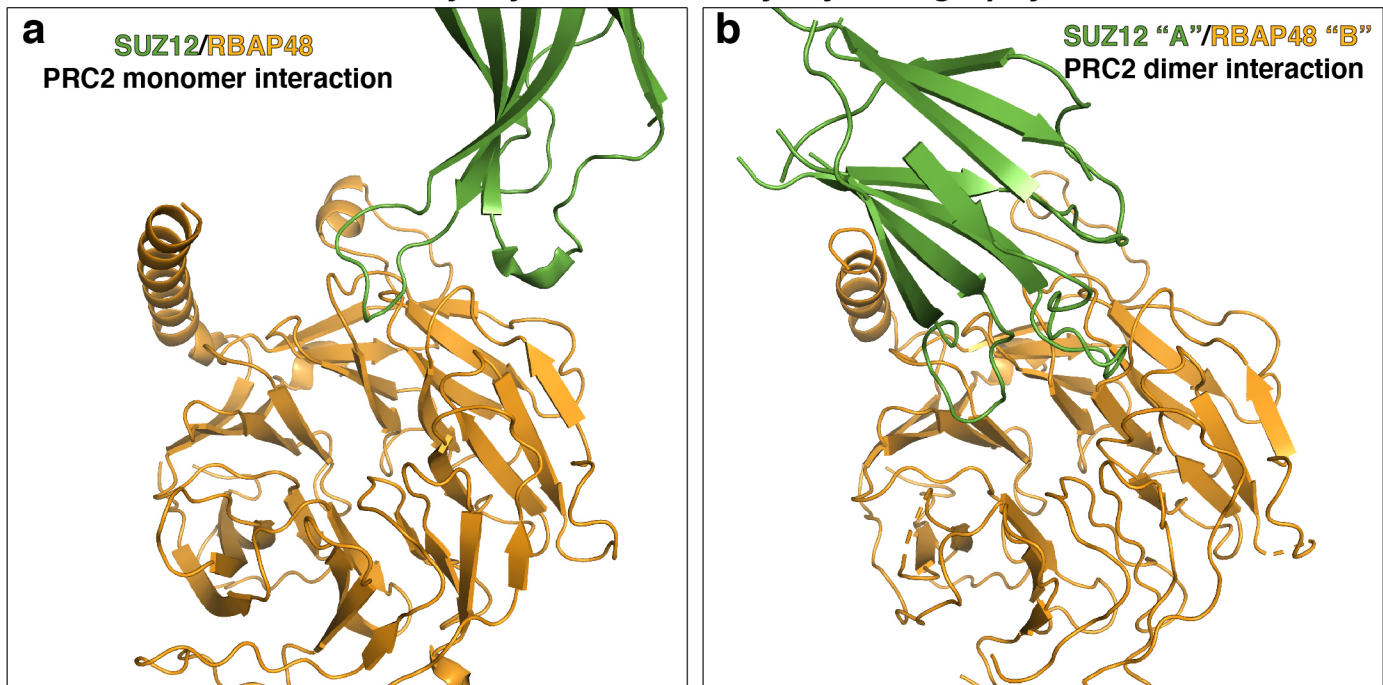 a
SUZ12/RBAP48
PRC2 monomer interaction
b
SUZ12 “A”/RBAP48 “B”
PRC2 dimer interaction